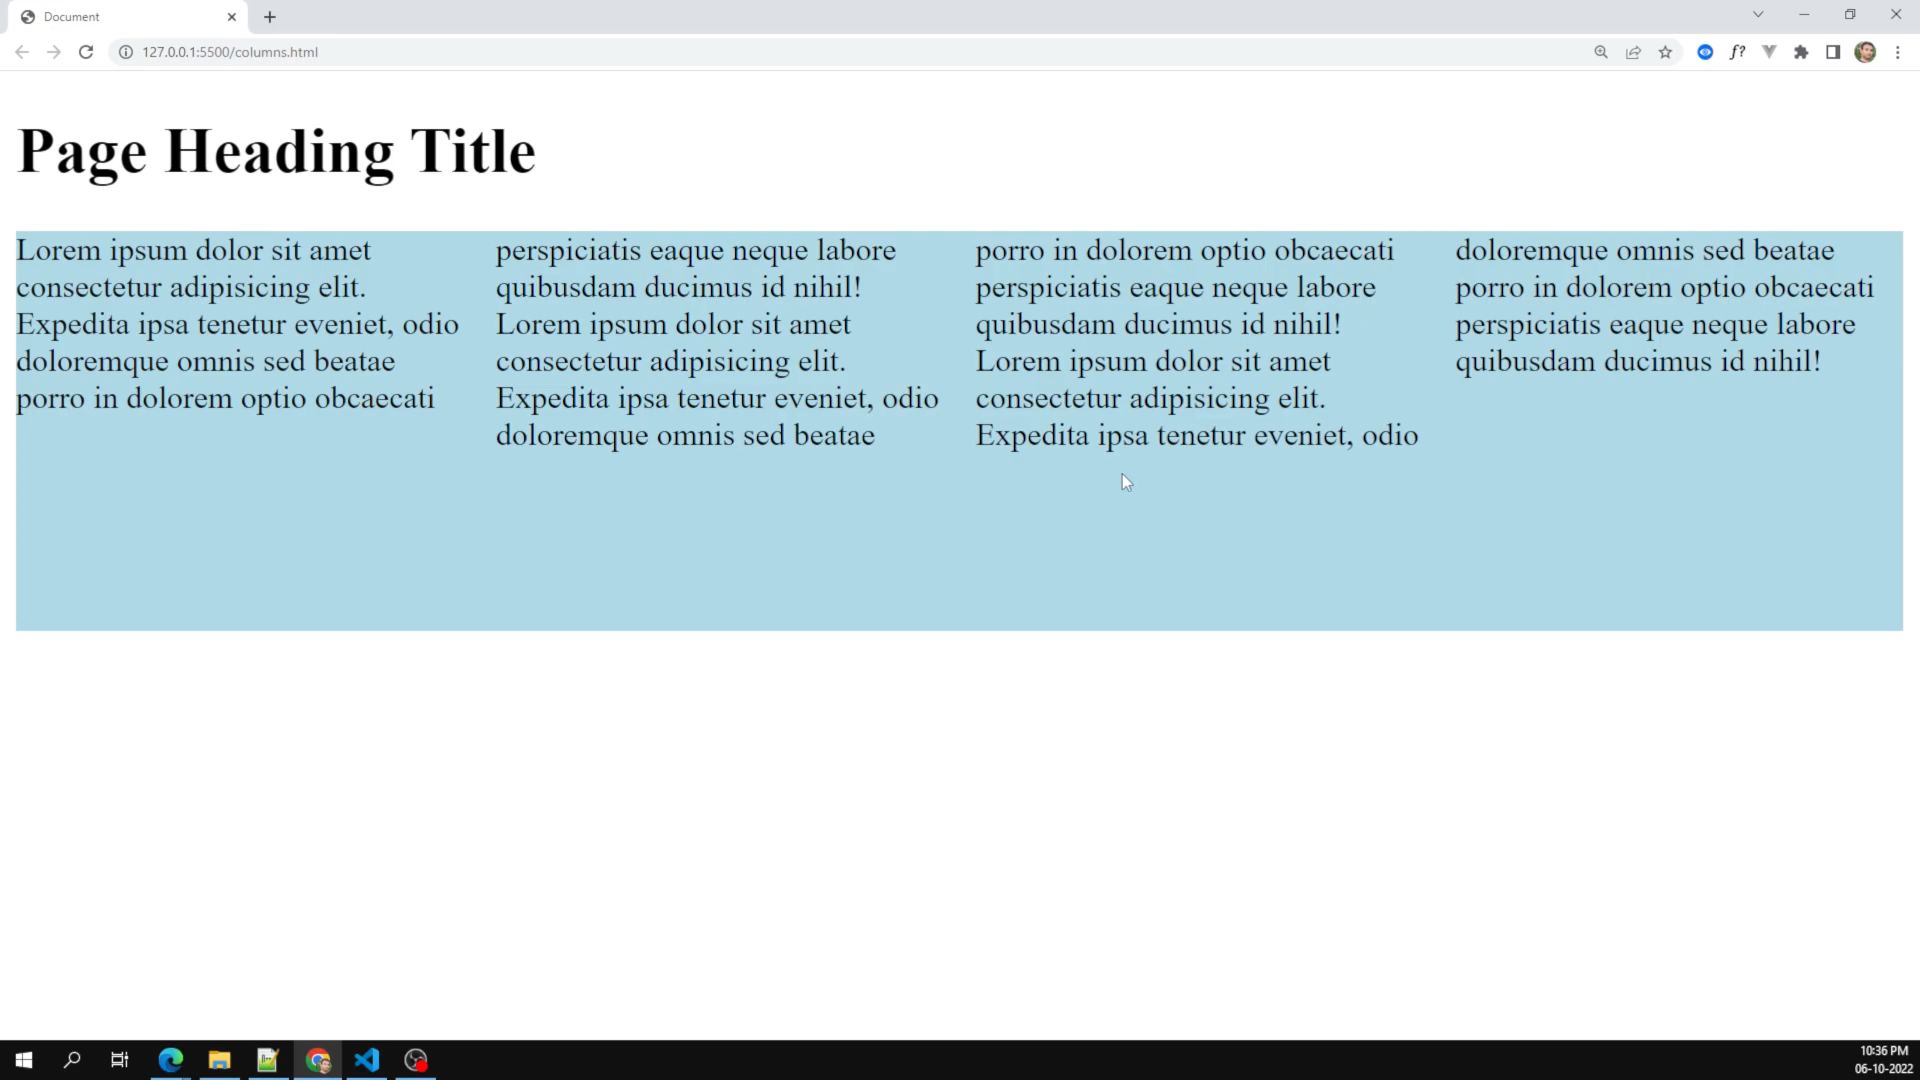 Document
127.0.0.1:5500/columns.html
f?
Page Heading Title
Lorem ipsum dolor sit amet
consectetur adipisicing elit.
Expedita ipsa tenetur eveniet, odio
doloremque omnis sed beatae
porro in dolorem optio obcaecati
perspiciatis eaque neque labore
quibusdam ducimus id nihil!
Lorem ipsum dolor sit amet
consectetur adipisicing elit.
Expedita ipsa tenetur eveniet, odio
doloremque omnis sed beatae
porro in dolorem optio obcaecati
perspiciatis eaque neque labore
quibusdam ducimus id nihil!
Lorem ipsum dolor sit amet
consectetur adipisicing elit.
Expedita ipsa tenetur eveniet, odio
doloremque omnis sed beatae
porro in dolorem optio obcaecati
perspiciatis eaque neque labore
quibusdam ducimus id nihil!
10:36 PM
06-10-2022